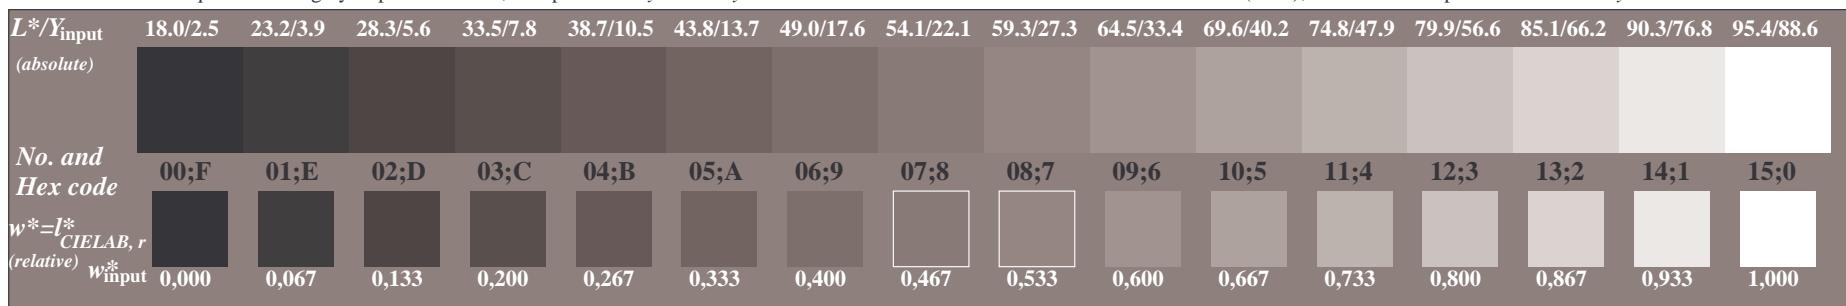 L*/Yinput 18.0/2.5 23.2/3.9 28.3/5.6 33.5/7.8 38.7/10.5 43.8/13.7 49.0/17.6 54.1/22.1 59.3/27.3 64.5/33.4 69.6/40.2 74.8/47.9 79.9/56.6 85.1/66.2 90.3/76.8 95.4/88.6
(absolute)
No. and
Hex code
00;F 01;E 02;D 03;C 04;B 05;A 06;9 07;8 08;7 09;6 10;5 11;4 12;3 13;2 14;1 15;0
w*=l*CIELAB, r
(relative)
w*input 0,000 0,067 0,133 0,200 0,267 0,333 0,400 0,467 0,533 0,600 0,667 0,733 0,800 0,867 0,933 1,000